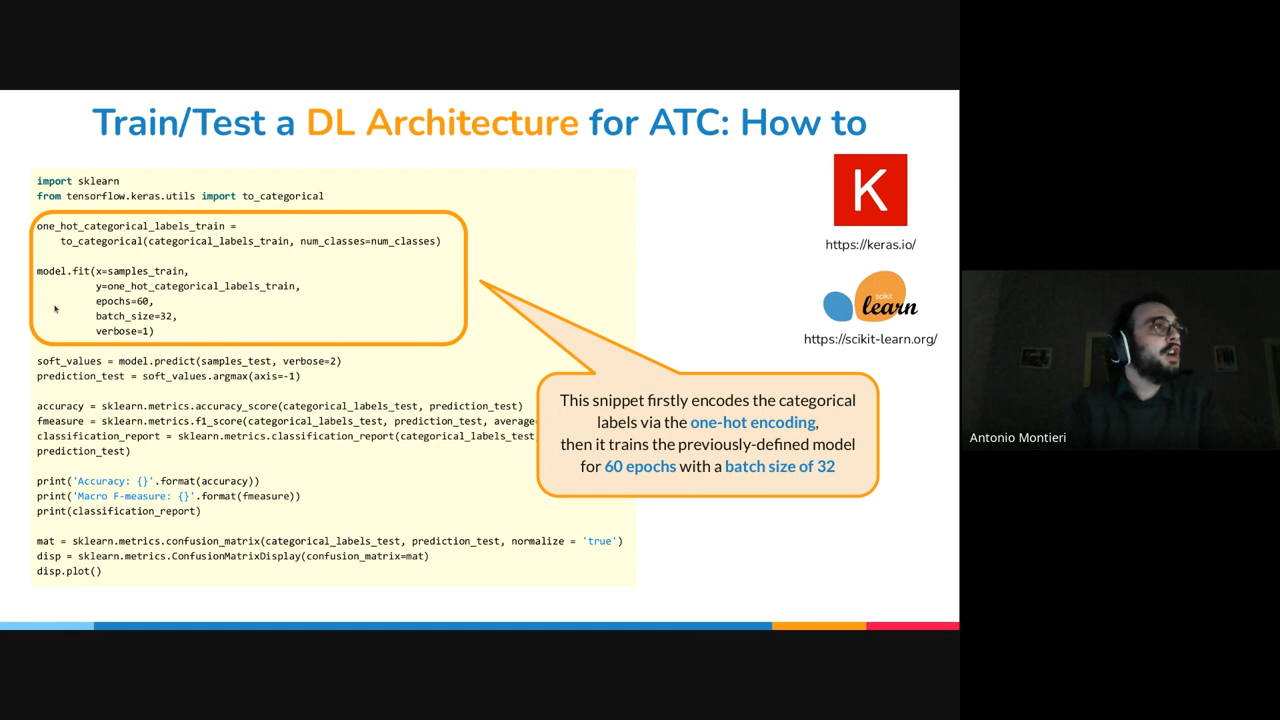 Train/Test a DL Architecture for ATC: How to
import sklearn
from tensorflow.keras.utils import to_categorical
one_hot_categorical_labels_train =
to_categorical(categorical_labels_train, num_classes=num_classes)
model.fit(x=samples_train,
y=one_hot_categorical_labels_train,
epochs=60,
batch_size=32,
verbose=1)
soft_values = model.predict(samples_test, verbose=2)
prediction_test = soft_values.argmax(axis=-1)
accuracy = sklearn.metrics.accuracy_score(categorical_labels_test, prediction_test)
fmeasure = sklearn.metrics.f1_score(categorical_labels_test, prediction_test, average
classification_report = sklearn.metrics.classification_report(categorical_labels_test
prediction_test)
print('Accuracy: {}'.format(accuracy))
print('Macro F-measure: {}'.format(fmeasure))
print(classification_report)
mat = sklearn.metrics.confusion_matrix(categorical_labels_test, prediction_test, normalize = 'true')
disp = sklearn.metrics.ConfusionMatrixDisplay(confusion_matrix=mat)
disp.plot()
This snippet firstly encodes the categorical
labels via the one-hot encoding,
then it trains the previously-defined model
for 60 epochs with a batch size of 32
K
https://keras.io/
scikit
learn
https://scikit-learn.org/
Antonio Montieri